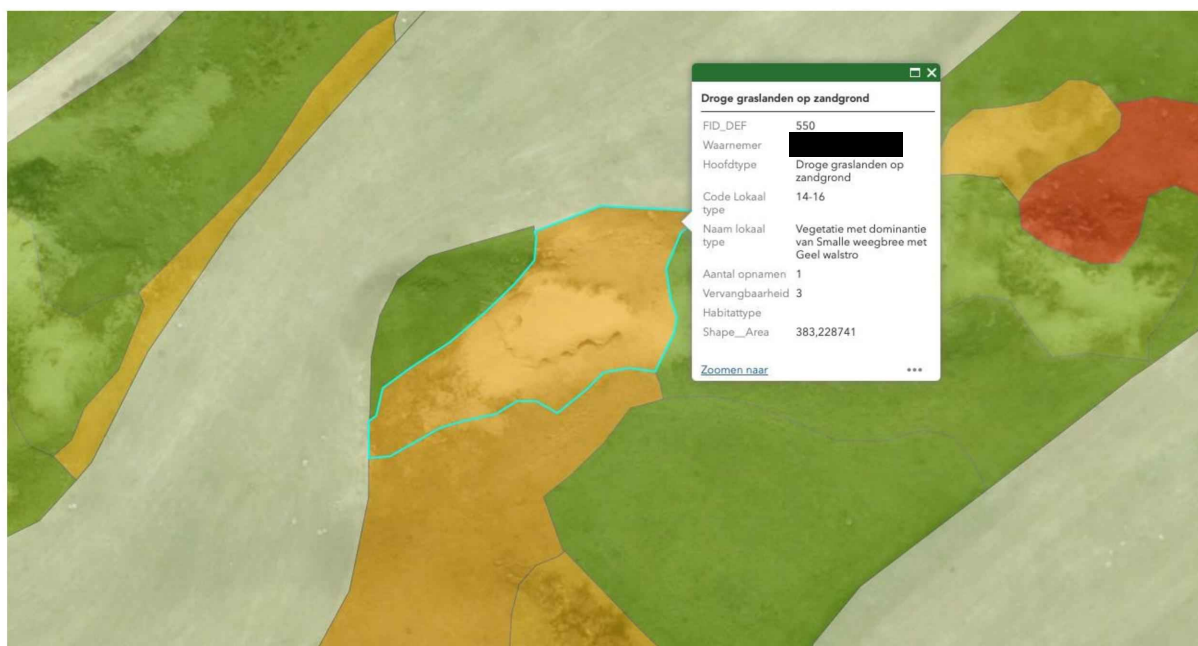 Droge graslanden op zandgrond
FID_DEF 550
Waarnemer
Hoofdtype Droge graslanden op
zandgrond
Code Lokaal 14-16
type
Naam lokaal Vegetatie met dominantie
type van Smalle weegbree met
Geel walstro
Aantal opnamen 1
Vervangbaarheid 3
Habitattype
Shape__Area 383,228741
Zoomen naar